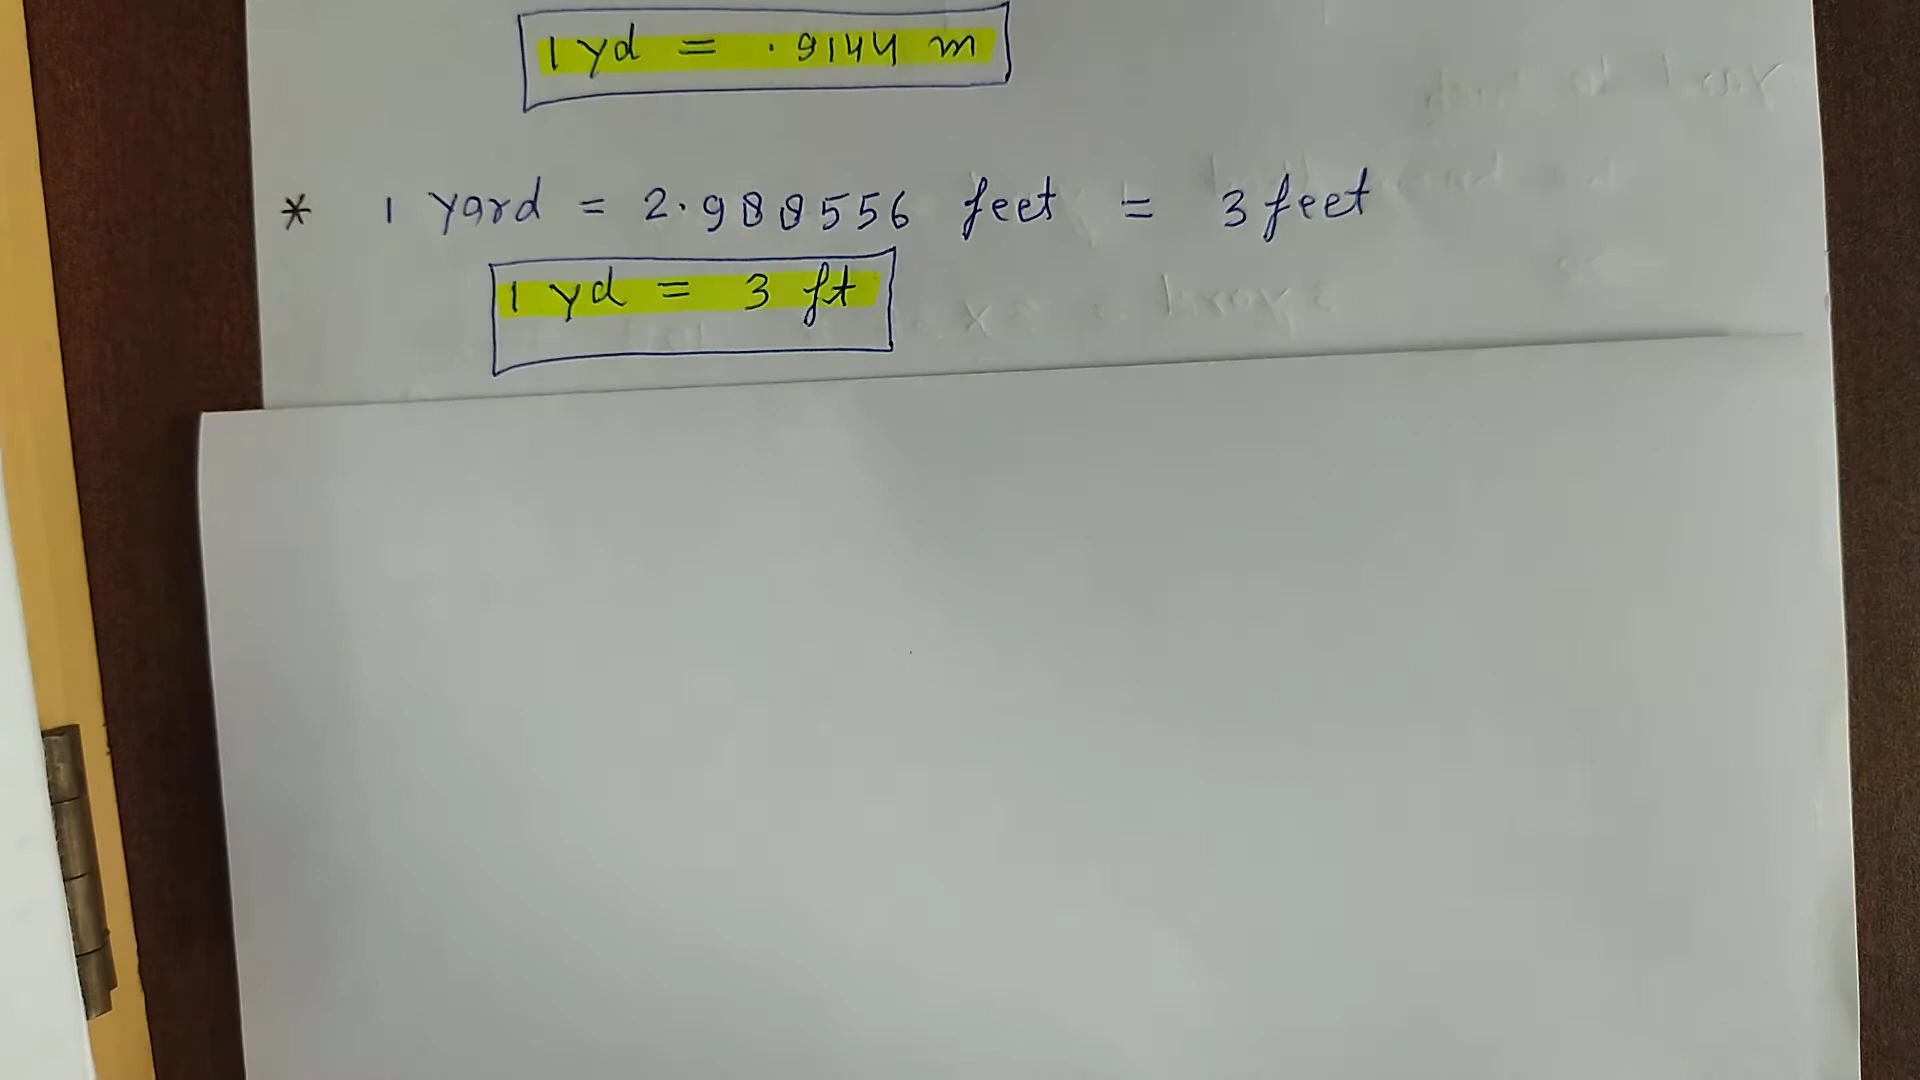 1 yd = .9144 m
* 1 yard = 2.988556 feet = 3 feet
1 yd = 3 ft